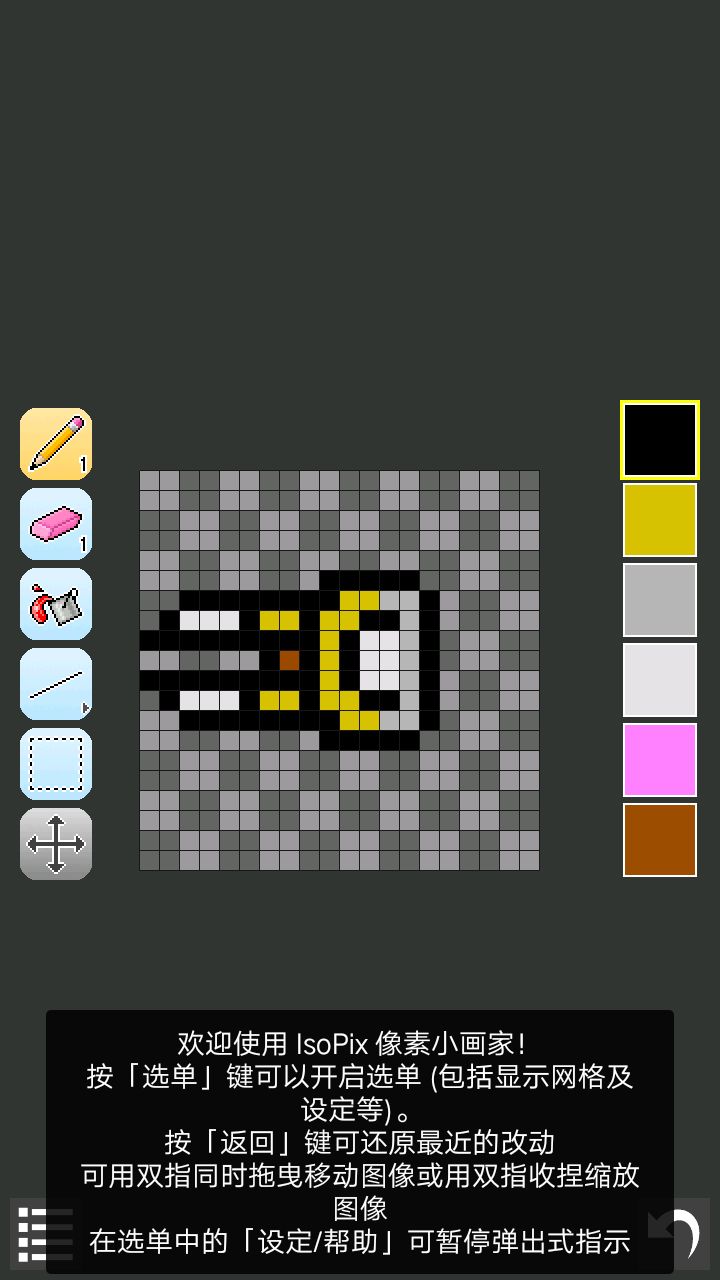 1
1
欢迎使用 IsoPix 像素小画家！
按「选单」键可以开启选单 (包括显示网格及
设定等)。
按「返回」键可还原最近的改动
可用双指同时拖曳移动图像或用双指收捏缩放
图像
在选单中的「设定/帮助」可暂停弹出式指示